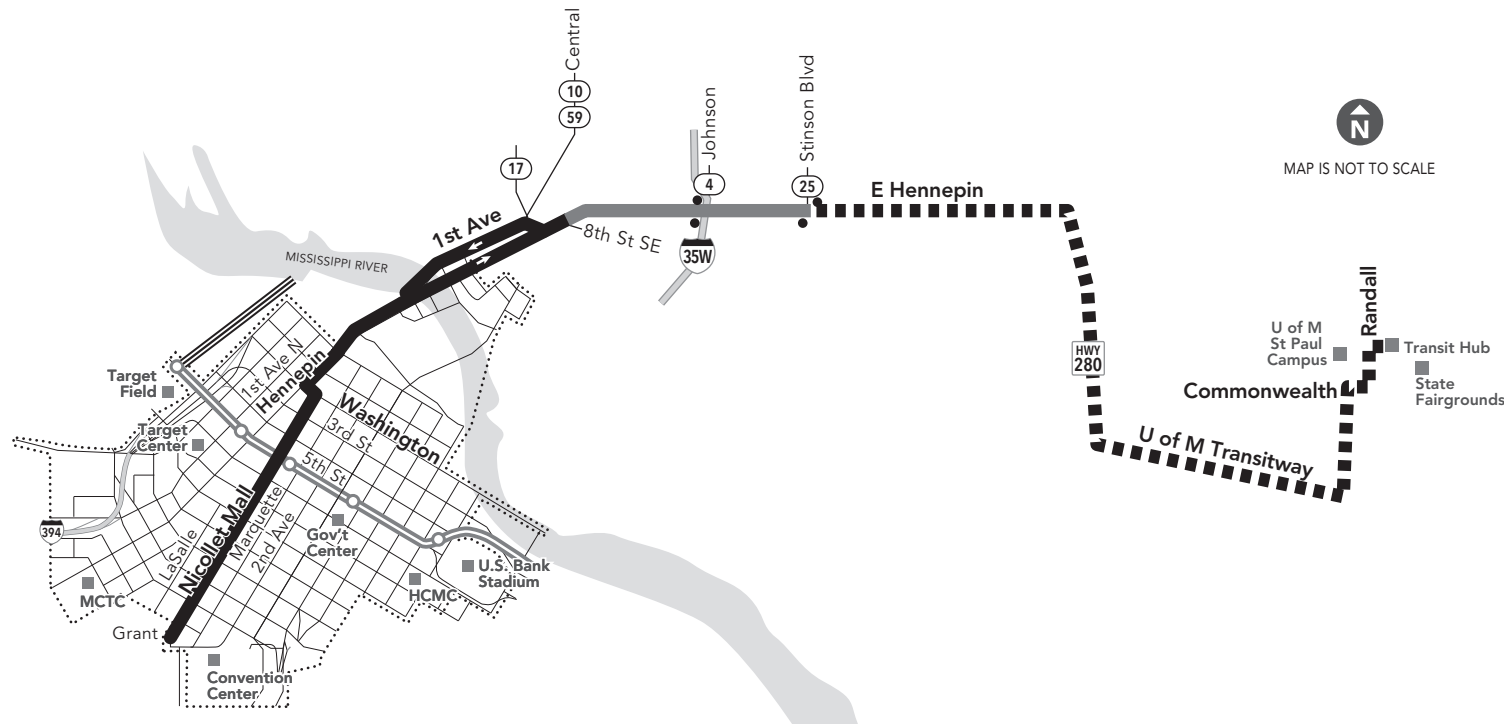 Central
10
59
17
Johnson
4
Stinson Blvd
25
N
MAP IS NOT TO SCALE
E Hennepin
1st Ave
8th St SE
35W
MISSISSIPPI RIVER
HWY
280
Randall
U of M
St Paul
Campus
Transit Hub
State
Fairgrounds
Commonwealth
U of M Transitway
Target
Field
1st Ave N
Hennepin
Washington
3rd St
5th St
Target
Center
394
LaSalle
Nicollet Mall
Marquette
2nd Ave
Gov't
Center
U.S. Bank
Stadium
HCMC
MCTC
Grant
Convention
Center